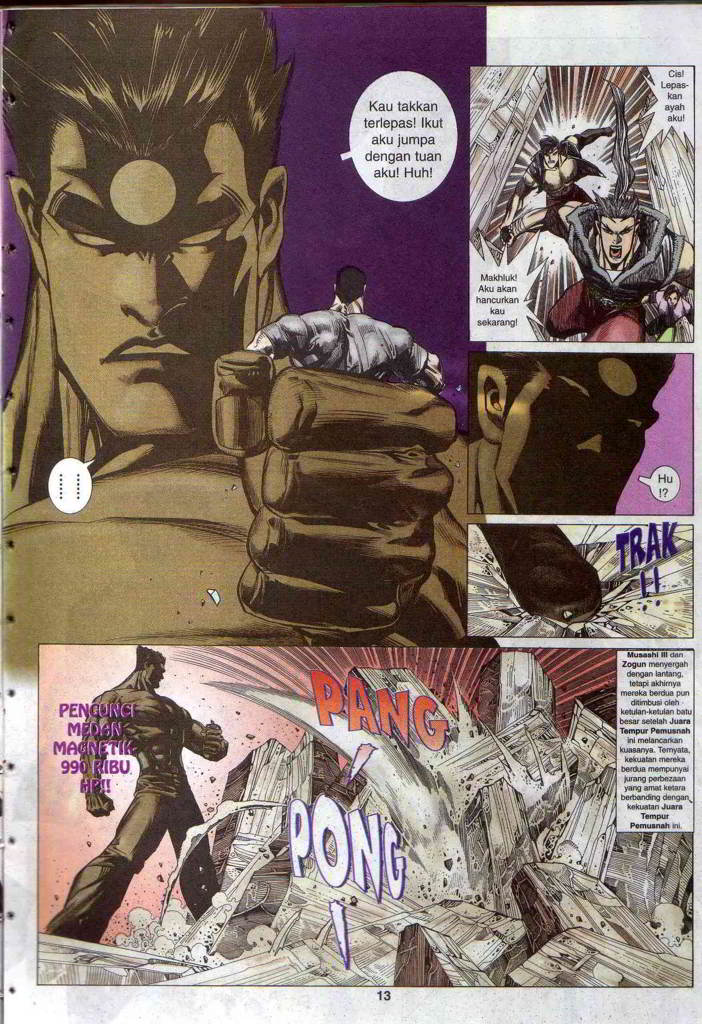 Kau takkan
terlepas! Ikut
aku jumpa
dengan tuan
aku! Huh!
Cis!
Lepas-
kan
ayah
aku!
Makhluk!
Aku akan
hancurkan
kau
sekarang!
Hu
!?
TRAK
!!
PENGUNCI
MEDAN
MAGNETIK
990 RIBU
HP!!
PANG
!
PONG
!
Musashi III dan
Zogun menyergah
dengan lantang,
tetapi akhirnya
mereka berdua pun
ditimbusi oleh
ketulan-ketulan batu
besar setelah Juara
Tempur Pemusnah
ini melancarkan
kuasanya. Ternyata,
kekuatan mereka
berdua mempunyai
jurang perbezaan
yang amat ketara
berbanding dengan
kekuatan Juara
Tempur
Pemusnah ini.
13